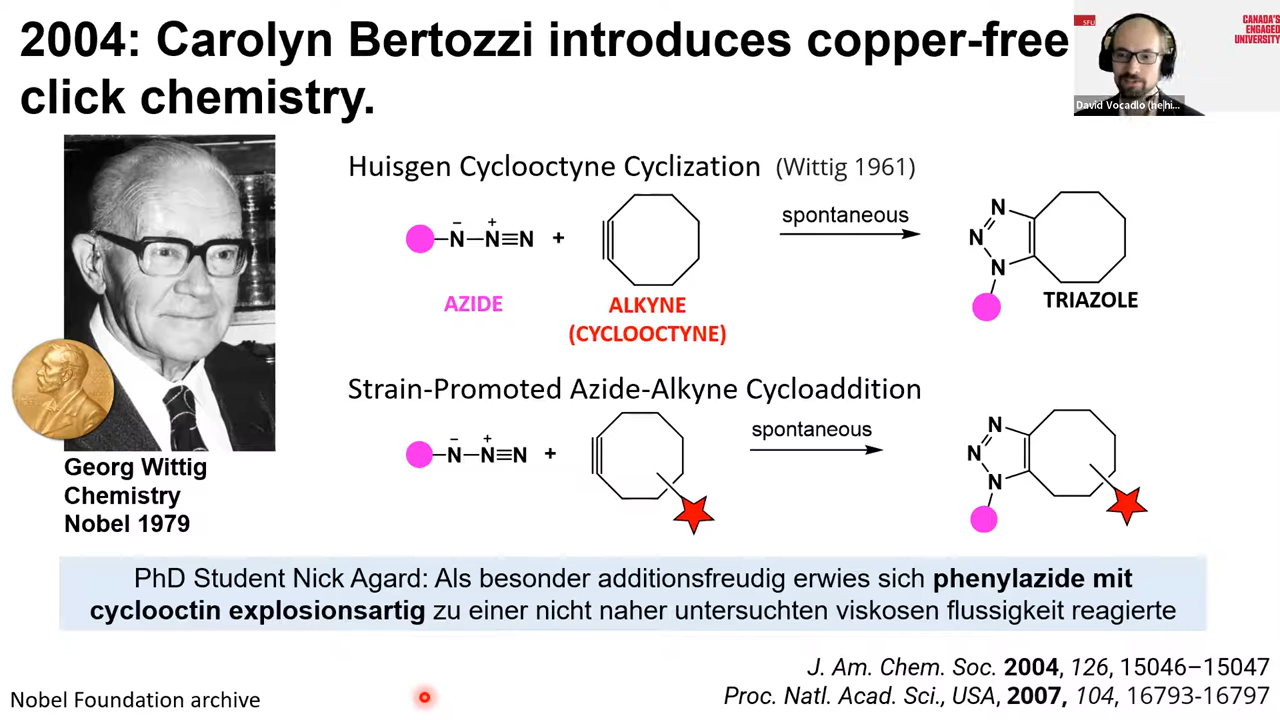 2004: Carolyn Bertozzi introduces copper-free
click chemistry.
SFU
CANADA'S
ENGAGED
UNIVERSITY
David Vocadlo (he|hi...
Huisgen Cyclooctyne Cyclization (Wittig 1961)
N − N + ≡N + spontaneous N N N
AZIDE
ALKYNE
(CYCLOOCTYNE)
TRIAZOLE
Strain-Promoted Azide-Alkyne Cycloaddition
N − N + ≡N + spontaneous N N N
Georg Wittig
Chemistry
Nobel 1979
PhD Student Nick Agard: Als besonder additionsfreudig erwies sich phenylazide mit
cyclooctin explosionsartig zu einer nicht naher untersuchten viskosen flussigkeit reagierte
J. Am. Chem. Soc. 2004, 126, 15046–15047
Proc. Natl. Acad. Sci., USA, 2007, 104, 16793-16797
Nobel Foundation archive